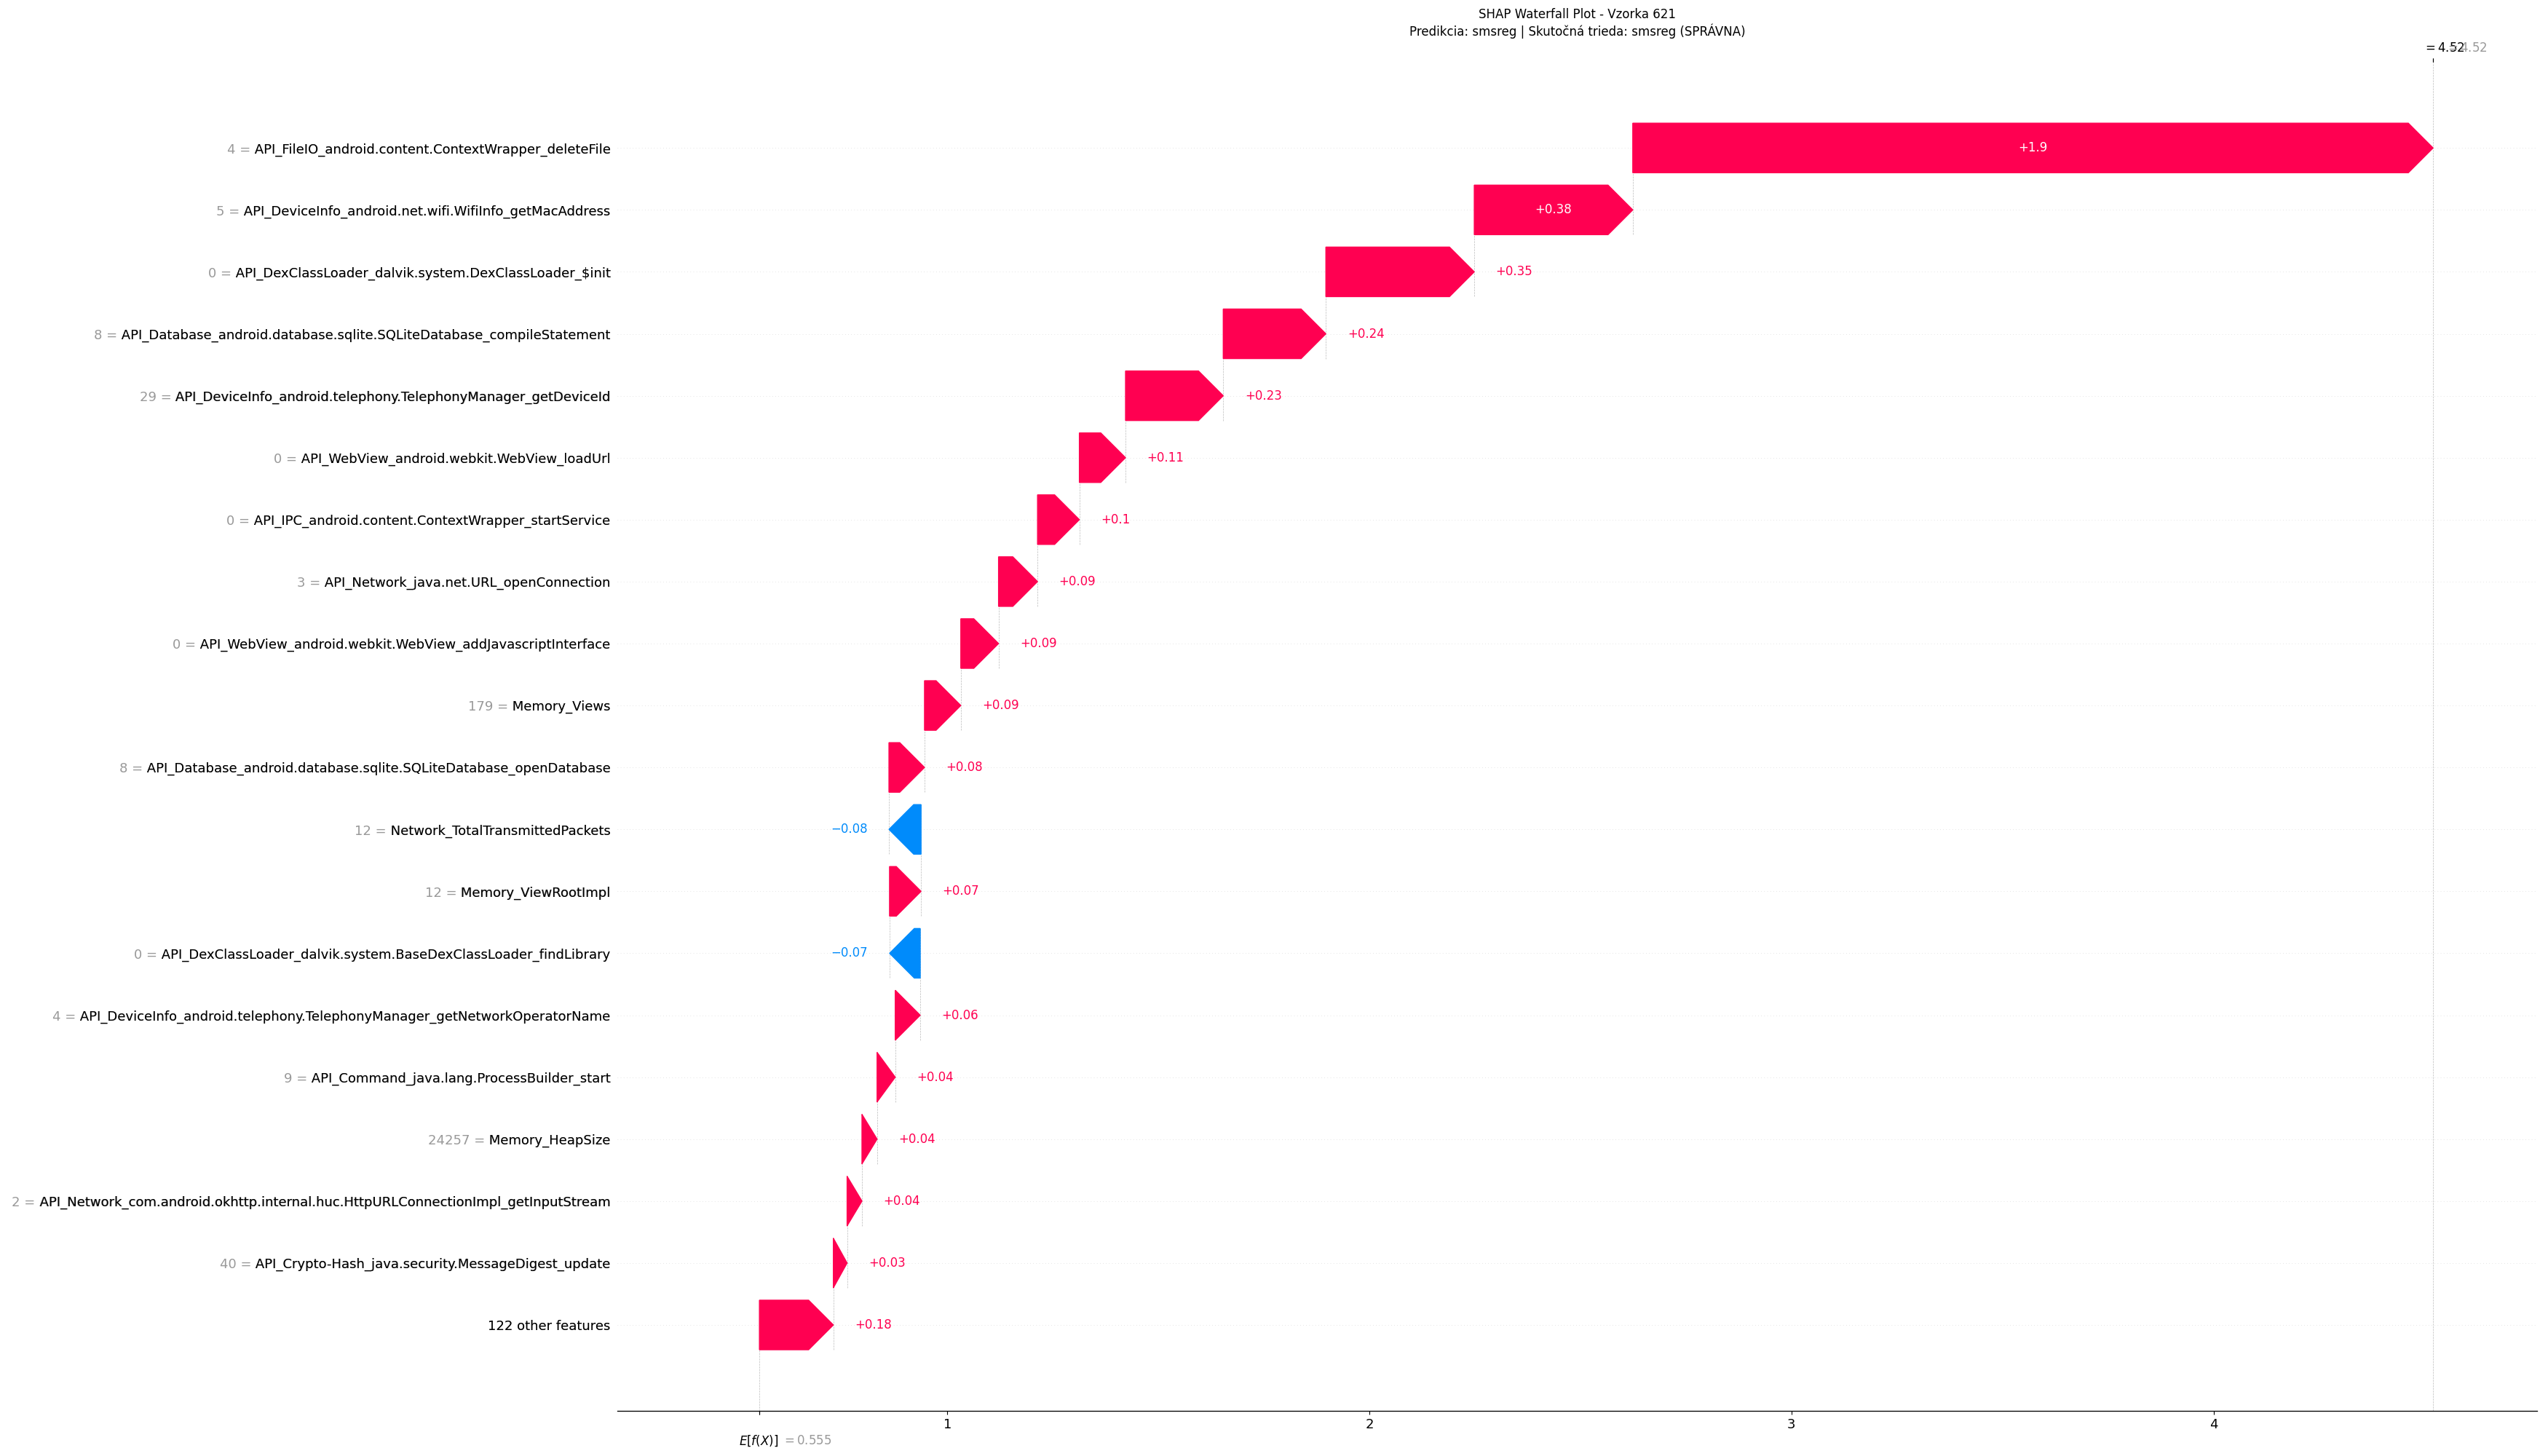 SHAP Waterfall Plot - Vzorka 621
Predikcia: smsreg | Skutočná trieda: smsreg (SPRÁVNA)
= 4.52
4 = API_FileIO_android.content.ContextWrapper_deleteFile +1.9
5 = API_DeviceInfo_android.net.wifi.WifiInfo_getMacAddress +0.38
0 = API_DexClassLoader_dalvik.system.DexClassLoader_$init +0.35
8 = API_Database_android.database.sqlite.SQLiteDatabase_compileStatement +0.24
29 = API_DeviceInfo_android.telephony.TelephonyManager_getDeviceId +0.23
0 = API_WebView_android.webkit.WebView_loadUrl +0.11
0 = API_IPC_android.content.ContextWrapper_startService +0.1
3 = API_Network_java.net.URL_openConnection +0.09
0 = API_WebView_android.webkit.WebView_addJavascriptInterface +0.09
179 = Memory_Views +0.09
8 = API_Database_android.database.sqlite.SQLiteDatabase_openDatabase +0.08
12 = Network_TotalTransmittedPackets −0.08
12 = Memory_ViewRootImpl +0.07
0 = API_DexClassLoader_dalvik.system.BaseDexClassLoader_findLibrary −0.07
4 = API_DeviceInfo_android.telephony.TelephonyManager_getNetworkOperatorName +0.06
9 = API_Command_java.lang.ProcessBuilder_start +0.04
24257 = Memory_HeapSize +0.04
2 = API_Network_com.android.okhttp.internal.huc.HttpURLConnectionImpl_getInputStream +0.04
40 = API_Crypto-Hash_java.security.MessageDigest_update +0.03
122 other features +0.18
1 2 3 4
E[f(X)] = 0.555